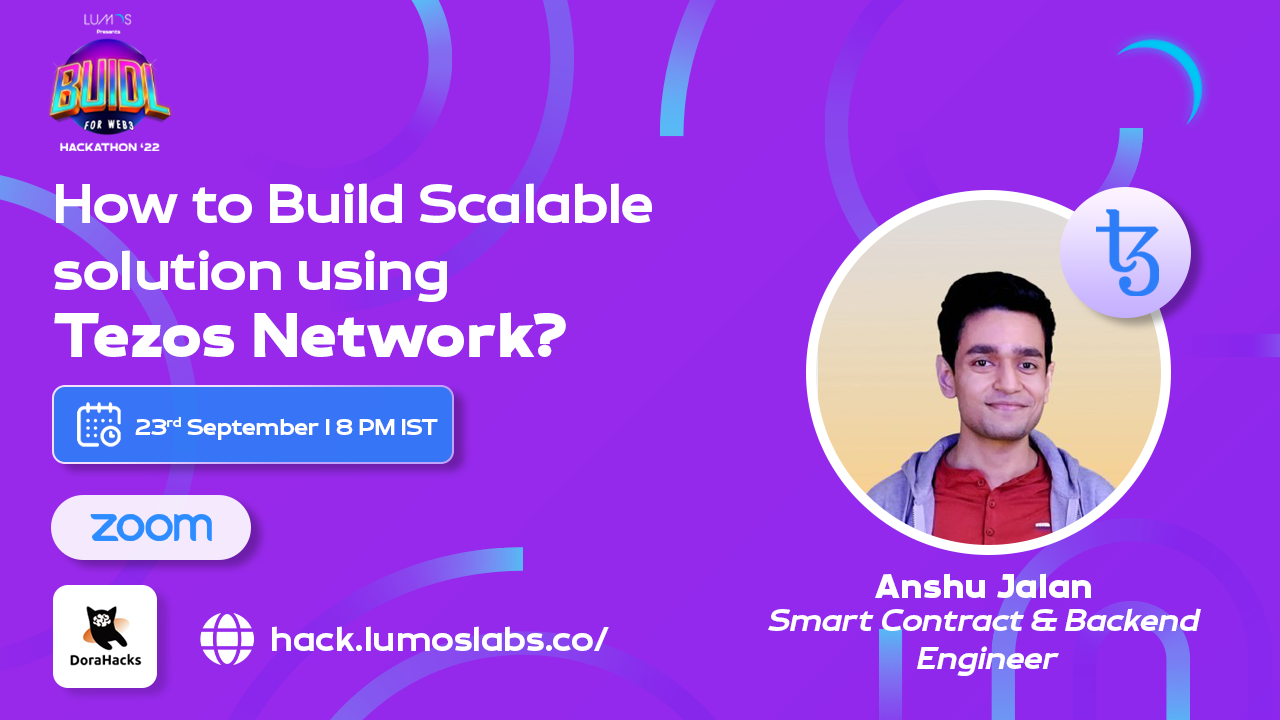 LUMOS
Presents
BUIDL
FOR WEB3
HACKATHON ‘22
How to Build Scalable
solution using
Tezos Network?
23rd September | 8 PM IST
zoom
DoraHacks
hack.lumoslabs.co/
Anshu Jalan
Smart Contract & Backend
Engineer